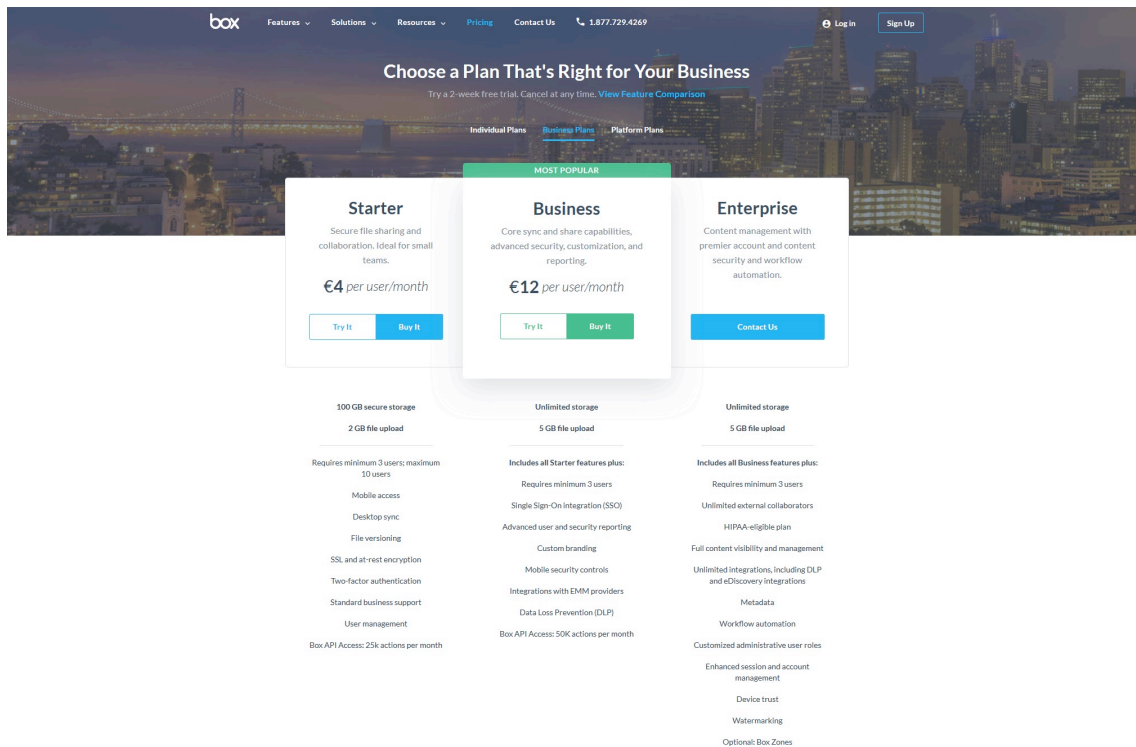 box
Features
Solutions
Resources
Pricing
Contact Us
1.877.729.4269
Log in
Sign Up
Choose a Plan That's Right for Your Business
Try a 2-week free trial. Cancel at any time. View Feature Comparison
Individual Plans
Business Plans
Platform Plans
MOST POPULAR
Starter
Secure file sharing and
collaboration. Ideal for small
teams.
€4 per user/month
Try It
Buy It
Business
Core sync and share capabilities,
advanced security, customization, and
reporting.
€12 per user/month
Try It
Buy It
Enterprise
Content management with
premier account and content
security and workflow
automation.
Contact Us
100 GB secure storage
2 GB file upload
Requires minimum 3 users; maximum
10 users
Mobile access
Desktop sync
File versioning
SSL and at-rest encryption
Two-factor authentication
Standard business support
User management
Box API Access: 25k actions per month
Unlimited storage
5 GB file upload
Includes all Starter features plus:
Requires minimum 3 users
Single Sign-On integration (SSO)
Advanced user and security reporting
Custom branding
Mobile security controls
Integrations with EMM providers
Data Loss Prevention (DLP)
Box API Access: 50K actions per month
Unlimited storage
5 GB file upload
Includes all Business features plus:
Requires minimum 3 users
Unlimited external collaborators
HIPAA-eligible plan
Full content visibility and management
Unlimited integrations, including DLP
and eDiscovery integrations
Metadata
Workflow automation
Customized administrative user roles
Enhanced session and account
management
Device trust
Watermarking
Optional: Box Zones